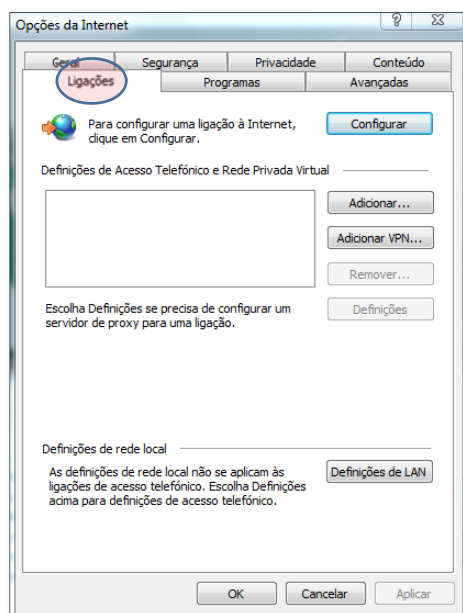 Opções da Internet
Geral Segurança Privacidade Conteúdo
Ligações Programas Avançadas
Para configurar uma ligação à Internet,
clique em Configurar.
Configurar
Definições de Acesso Telefónico e Rede Privada Virtual
Adicionar...
Adicionar VPN...
Remover...
Escolha Definições se precisa de configurar um
servidor de proxy para uma ligação.
Definições
Definições de rede local
As definições de rede local não se aplicam às
ligações de acesso telefónico. Escolha Definições
acima para definições de acesso telefónico.
Definições de LAN
OK Cancelar Aplicar